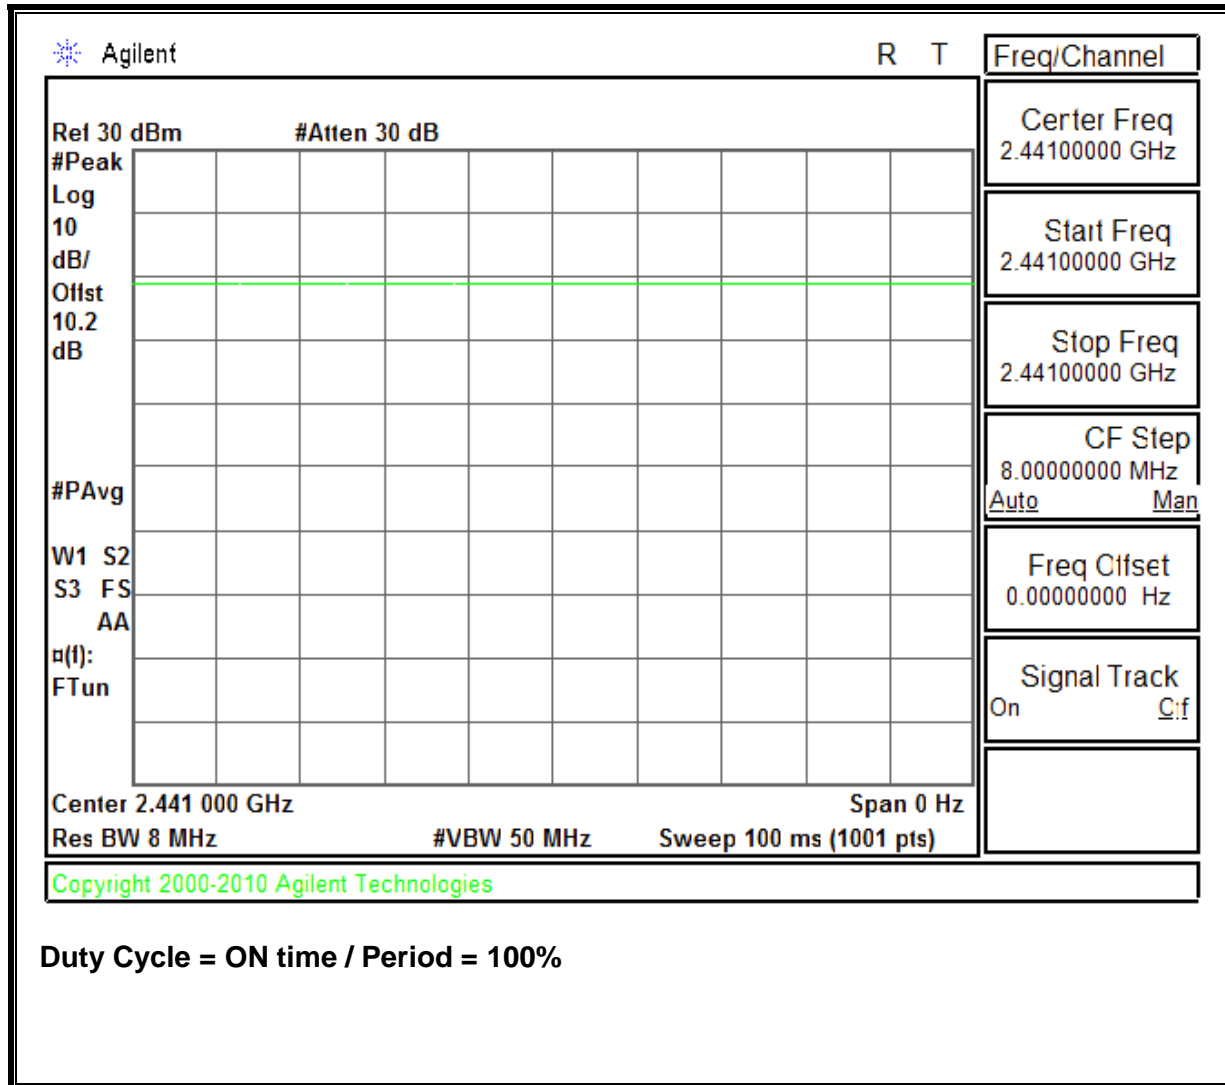 Agilent R T Freq/Channel
Ref 30 dBm #Atten 30 dB
#Peak
Log
10
dB/
Offst
10.2
dB
#PAvg
W1 S2
S3 FS
AA
¤(f):
FTun
Center 2.441 000 GHz Span 0 Hz
Res BW 8 MHz #VBW 50 MHz Sweep 100 ms (1001 pts)
Center Freq
2.44100000 GHz
Start Freq
2.44100000 GHz
Stop Freq
2.44100000 GHz
CF Step
8.00000000 MHz
Auto Man
Freq Offset
0.00000000 Hz
Signal Track
On Off
Copyright 2000-2010 Agilent Technologies
Duty Cycle = ON time / Period = 100%